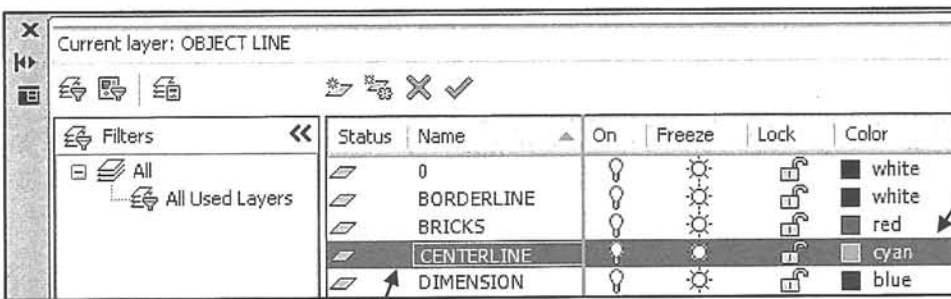 Current layer: OBJECT LINE
Filters
All
All Used Layers
Status Name On Freeze Lock Color
0 white
BORDERLINE white
BRICKS red
CENTERLINE cyan
DIMENSION blue